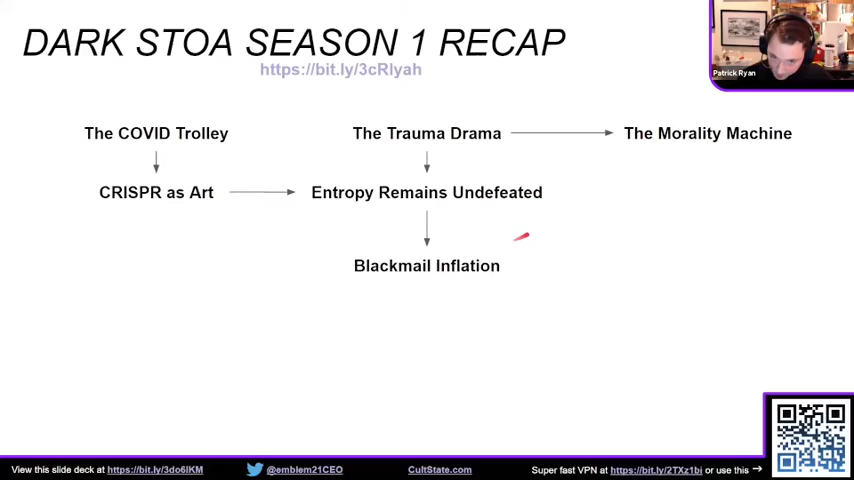 DARK STOA SEASON 1 RECAP
https://bit.ly/3cRIyah
Patrick Ryan
The COVID Trolley
The Trauma Drama
The Morality Machine
CRISPR as Art
Entropy Remains Undefeated
Blackmail Inflation
View this slide deck at https://bit.ly/3do6IKM
@emblem21CEO
CultState.com
Super fast VPN at https://bit.ly/2TXz1bi or use this